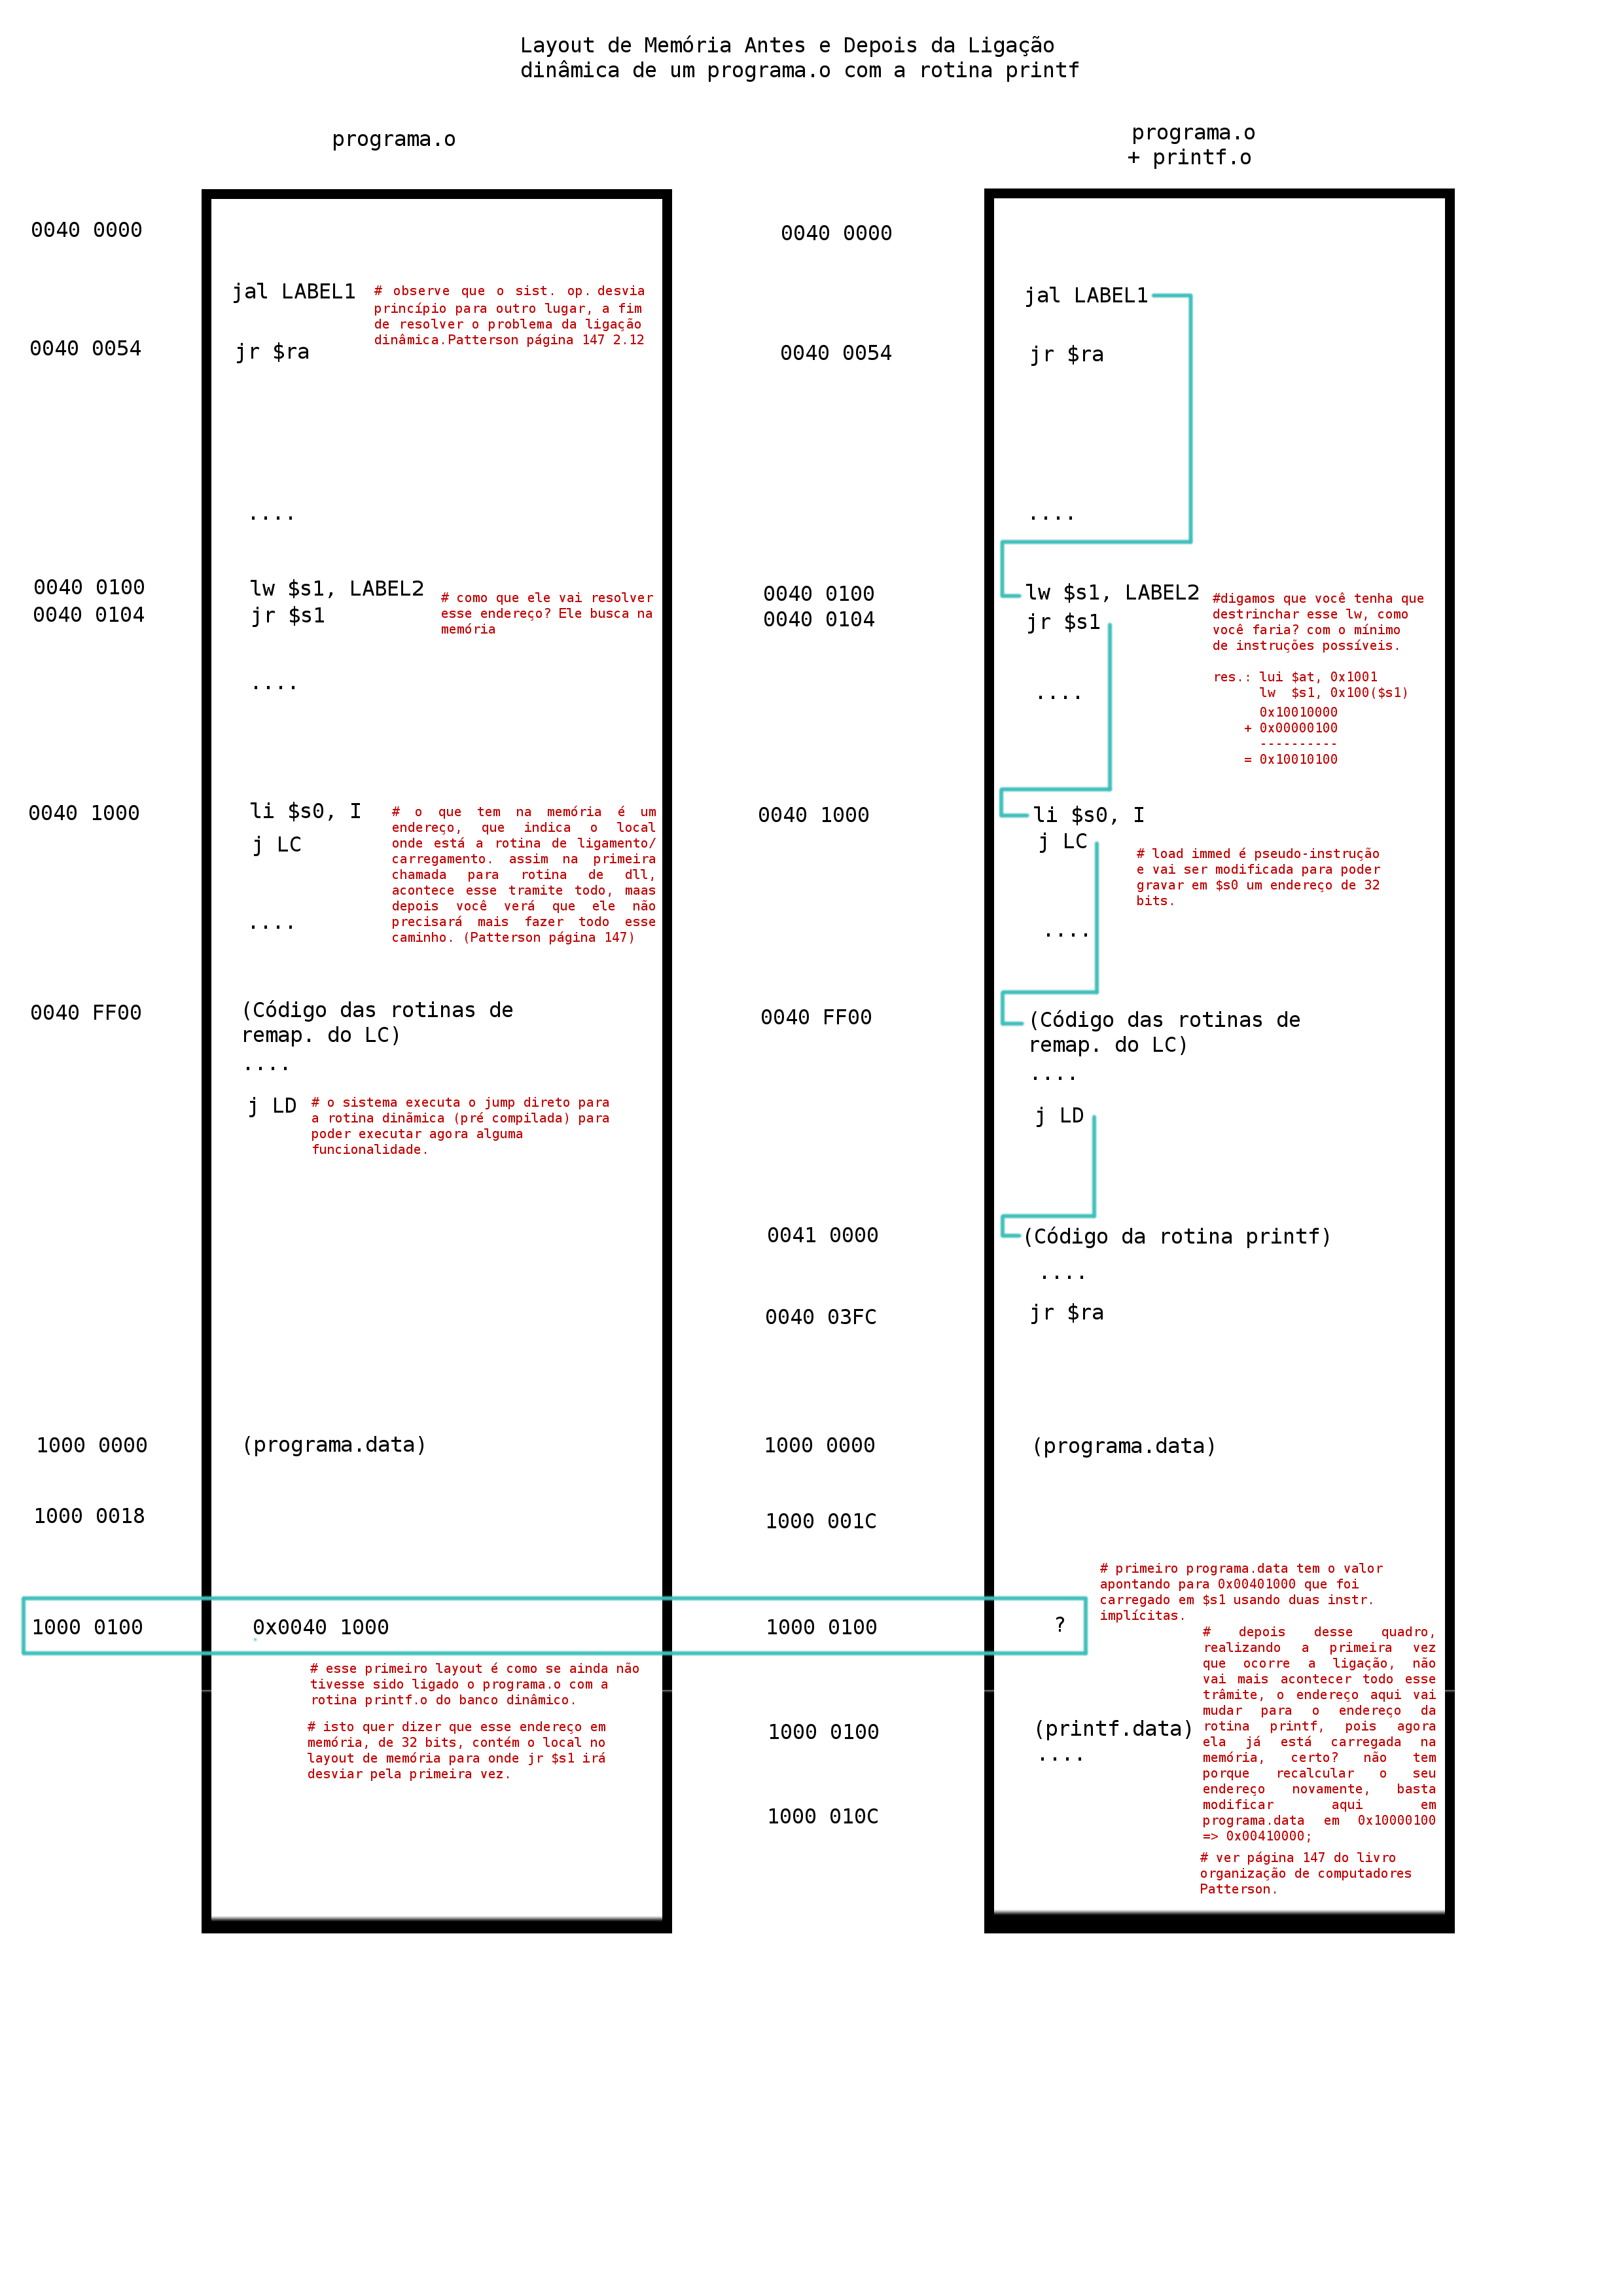 Layout de Memória Antes e Depois da Ligação
dinâmica de um programa.o com a rotina printf
programa.o
0040 0000
jal LABEL1
# observe que o sist. op. desvia
princípio para outro lugar, a fim
de resolver o problema da ligação
dinâmica.Patterson página 147 2.12
0040 0054
jr $ra
....
0040 0100
lw $s1, LABEL2
0040 0104
jr $s1
# como que ele vai resolver
esse endereço? Ele busca na
memória
....
0040 1000
li $s0, I
j LC
# o que tem na memória é um
endereço, que indica o local
onde está a rotina de ligamento/
carregamento. assim na primeira
chamada para rotina de dll,
acontece esse tramite todo, maas
depois você verá que ele não
precisará mais fazer todo esse
caminho. (Patterson página 147)
....
0040 FF00
(Código das rotinas de
remap. do LC)
....
j LD
# o sistema executa o jump direto para
a rotina dinãmica (pré compilada) para
poder executar agora alguma
funcionalidade.
1000 0000
(programa.data)
1000 0018
1000 0100
0x0040 1000
# esse primeiro layout é como se ainda não
tivesse sido ligado o programa.o com a
rotina printf.o do banco dinâmico.
# isto quer dizer que esse endereço em
memória, de 32 bits, contém o local no
layout de memória para onde jr $s1 irá
desviar pela primeira vez.
programa.o
+ printf.o
0040 0000
jal LABEL1
0040 0054
jr $ra
....
0040 0100
lw $s1, LABEL2
0040 0104
jr $s1
#digamos que você tenha que
destrinchar esse lw, como
você faria? com o mínimo
de instruções possíveis.
res.: lui $at, 0x1001
lw $s1, 0x100($s1)
0x10010000
+ 0x00000100
----------
= 0x10010100
....
0040 1000
li $s0, I
j LC
# load immed é pseudo-instrução
e vai ser modificada para poder
gravar em $s0 um endereço de 32
bits.
....
0040 FF00
(Código das rotinas de
remap. do LC)
....
j LD
0041 0000
(Código da rotina printf)
....
0040 03FC
jr $ra
1000 0000
(programa.data)
1000 001C
# primeiro programa.data tem o valor
apontando para 0x00401000 que foi
carregado em $s1 usando duas instr.
implícitas.
1000 0100
?
# depois desse quadro,
realizando a primeira vez
que ocorre a ligação, não
vai mais acontecer todo esse
trâmite, o endereço aqui vai
mudar para o endereço da
rotina printf, pois agora
ela já está carregada na
memória, certo? não tem
porque recalcular o seu
endereço novamente, basta
modificar aqui em
programa.data em 0x10000100
=> 0x00410000;
1000 0100
(printf.data)
....
1000 010C
# ver página 147 do livro
organização de computadores
Patterson.